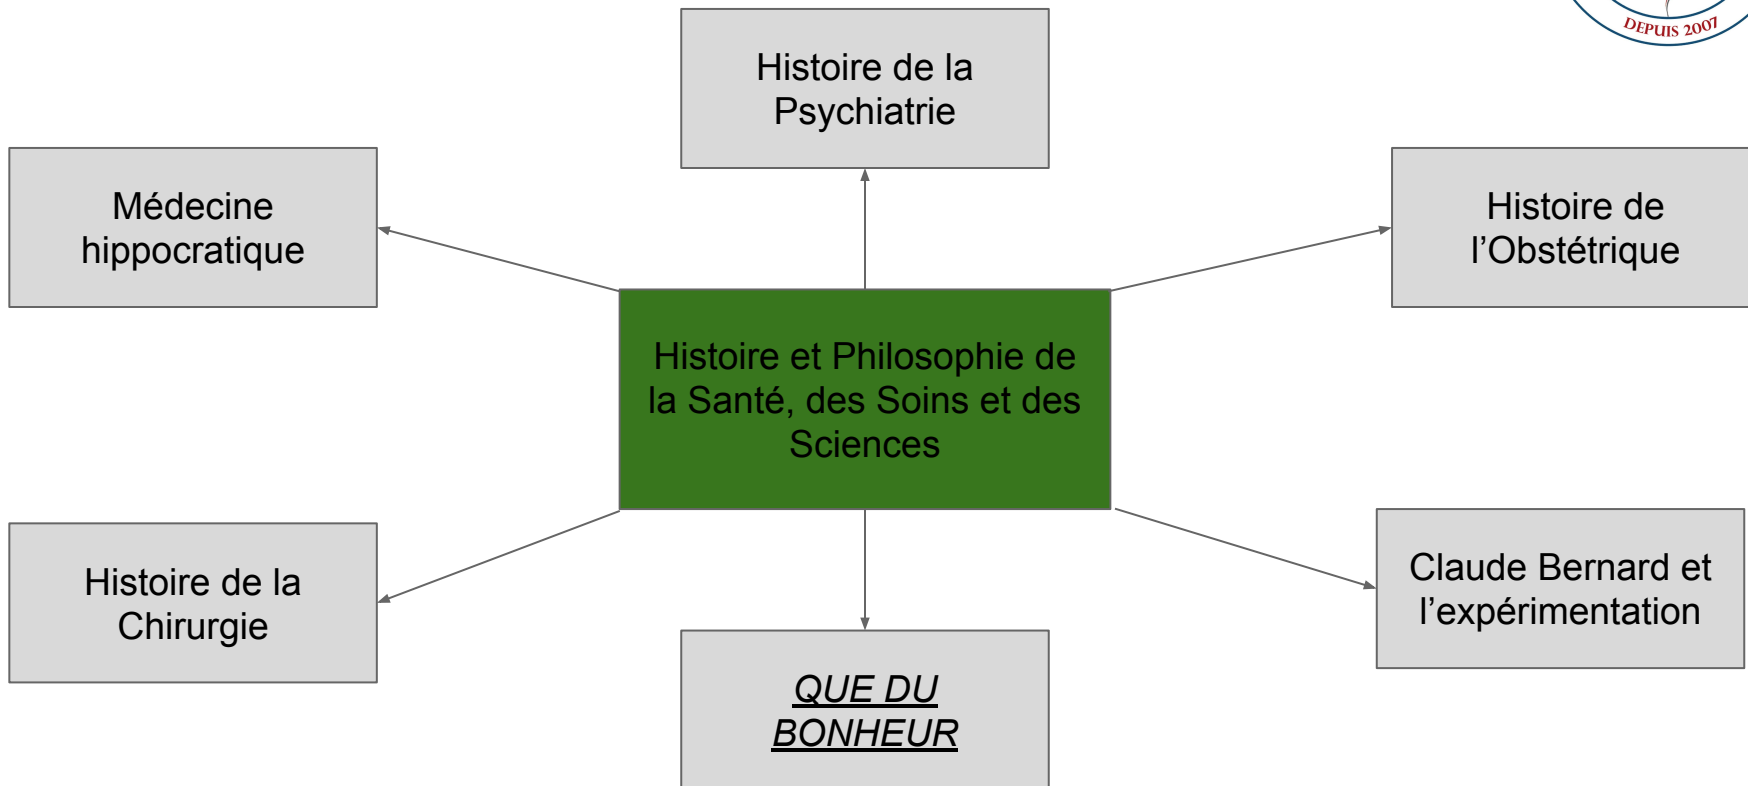 DEPUIS 2007
Histoire de la
Psychiatrie
Médecine
hippocratique
Histoire de
l’Obstétrique
Histoire et Philosophie de
la Santé, des Soins et des
Sciences
Histoire de la
Chirurgie
Claude Bernard et
l’expérimentation
QUE DU
BONHEUR